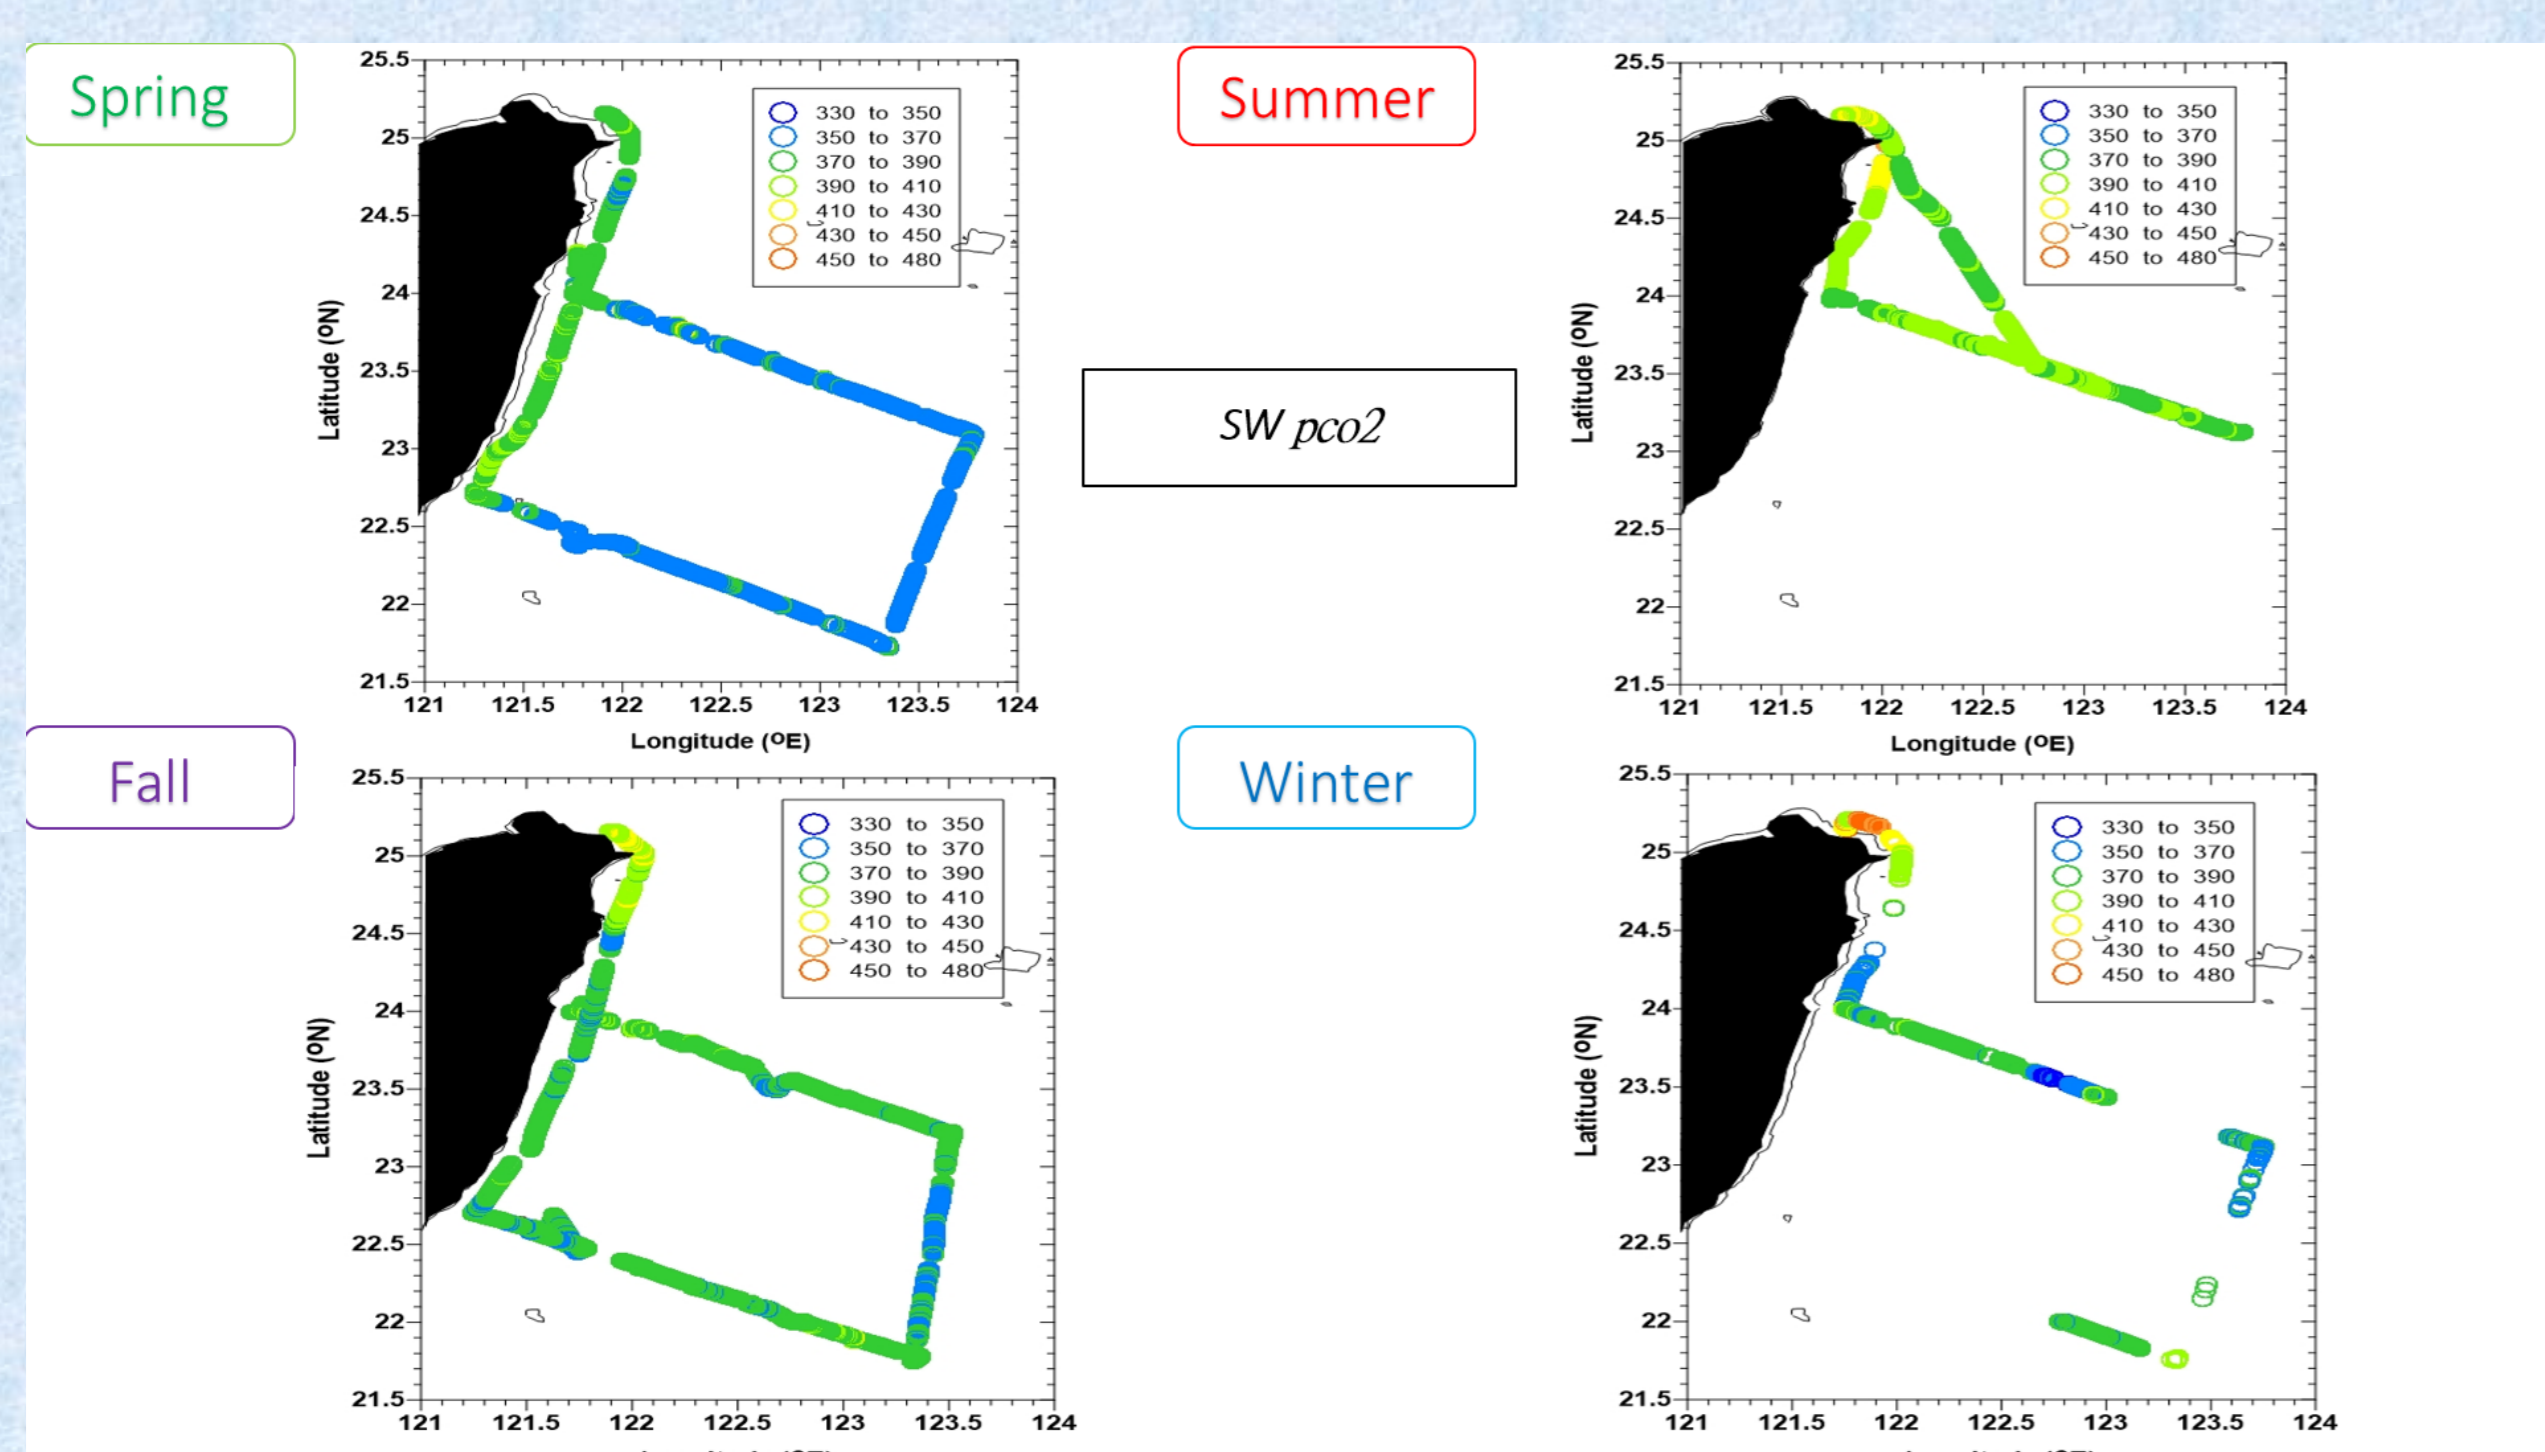 Spring
25.5
25
24.5
24
23.5
23
22.5
22
21.5
121 121.5 122 122.5 123 123.5 124
Latitude (ᴼN)
Longitude (ᴼE)
330 to 350
350 to 370
370 to 390
390 to 410
410 to 430
430 to 450
450 to 480
Summer
25.5
25
24.5
24
23.5
23
22.5
22
21.5
121 121.5 122 122.5 123 123.5 124
Latitude (ᴼN)
Longitude (ᴼE)
330 to 350
350 to 370
370 to 390
390 to 410
410 to 430
430 to 450
450 to 480
SW pco2
Fall
25.5
25
24.5
24
23.5
23
22.5
22
21.5
121 121.5 122 122.5 123 123.5 124
Latitude (ᴼN)
330 to 350
350 to 370
370 to 390
390 to 410
410 to 430
430 to 450
450 to 480
Winter
25.5
25
24.5
24
23.5
23
22.5
22
21.5
121 121.5 122 122.5 123 123.5 124
Latitude (ᴼN)
330 to 350
350 to 370
370 to 390
390 to 410
410 to 430
430 to 450
450 to 480